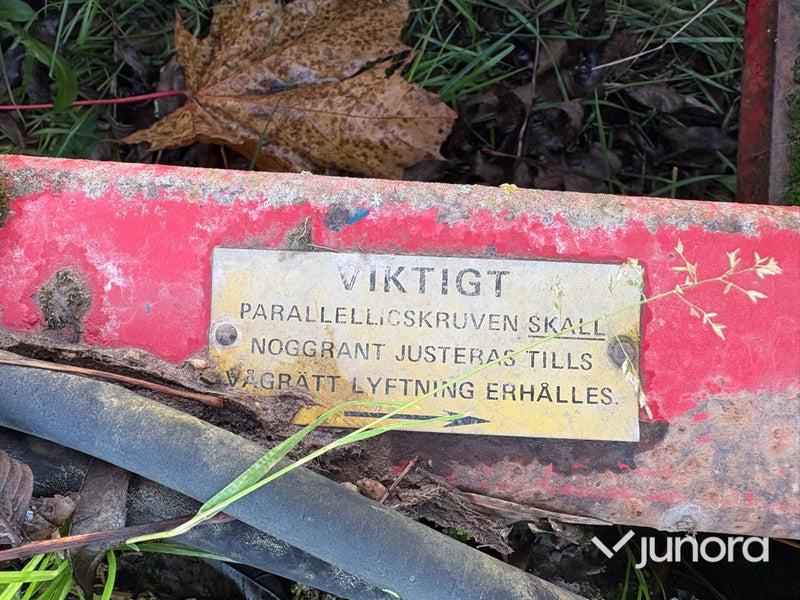 VIKTIGT
PARALLELLICSKRUVEN SKALL
NOGGRANT JUSTERAS TILLS
VÅGRÄTT LYFTNING ERHÅLLES.
junora